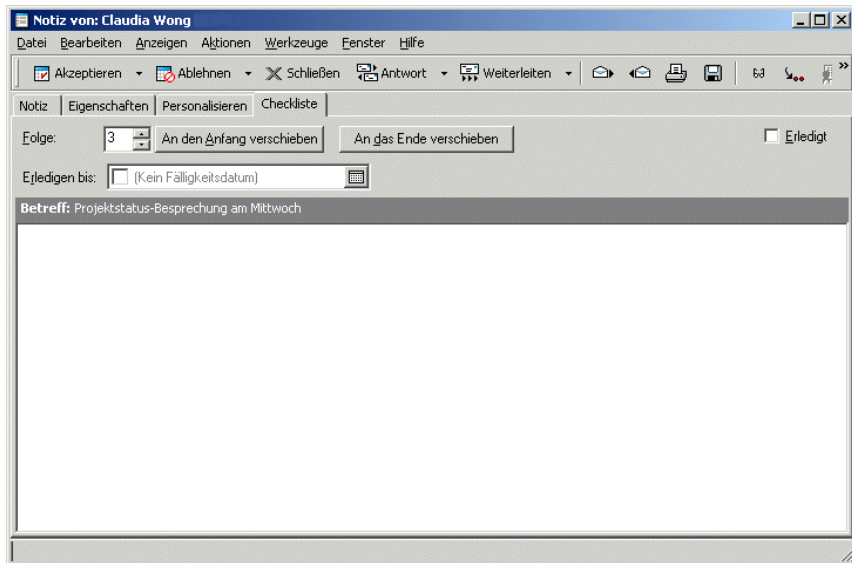 Notiz von: Claudia Wong
Datei Bearbeiten Anzeigen Aktionen Werkzeuge Fenster Hilfe
Akzeptieren Ablehnen Schließen Antwort Weiterleiten »
Notiz Eigenschaften Personalisieren Checkliste
Folge: 3 An den Anfang verschieben An das Ende verschieben Erledigt
Erledigen bis: (Kein Fälligkeitsdatum)
Betreff: Projektstatus-Besprechung am Mittwoch